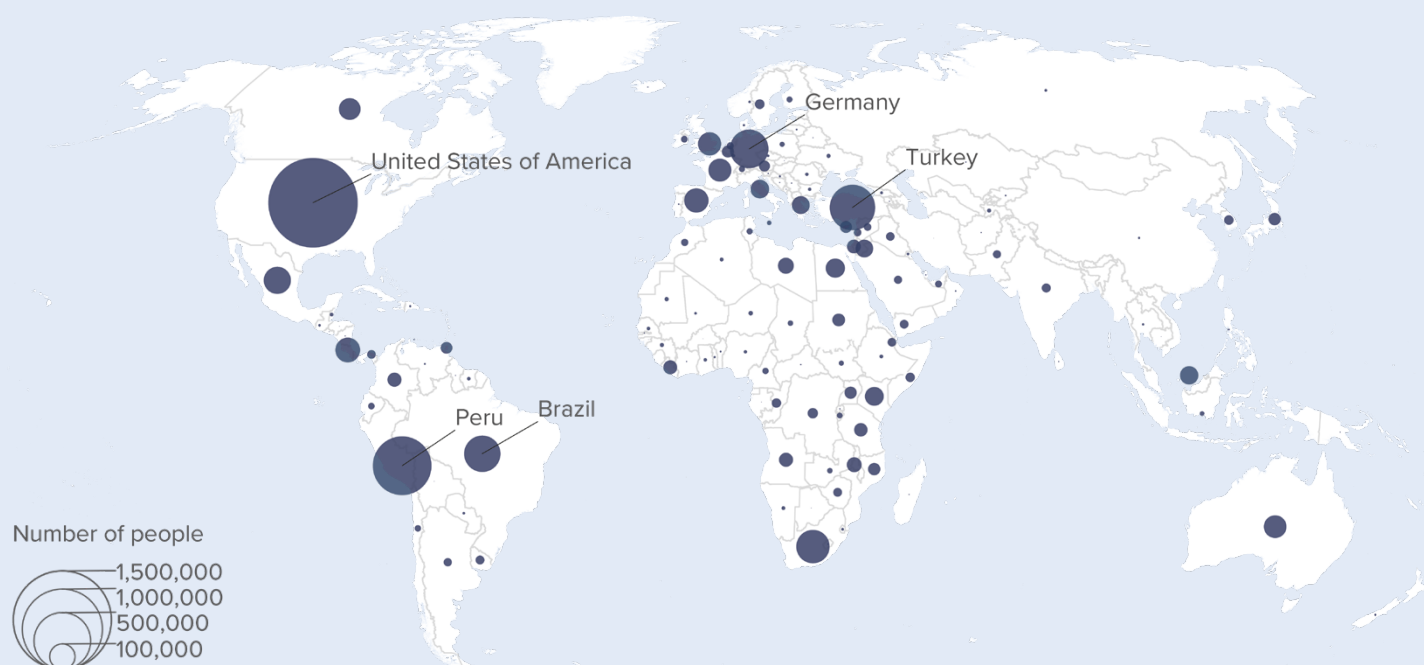 Germany
United States of America
Turkey
Brazil
Peru
Number of people
1,500,000
1,000,000
500,000
100,000